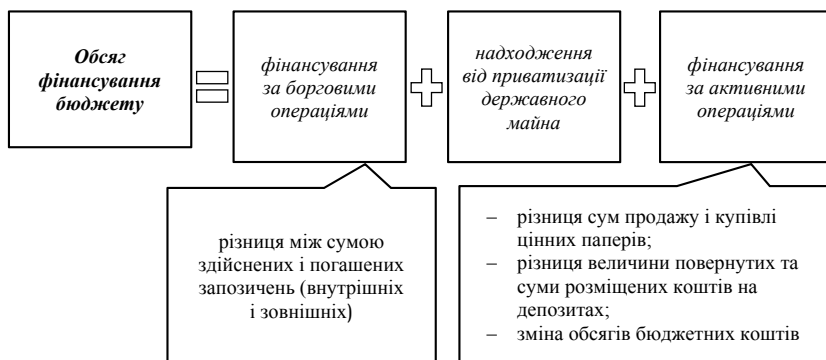 Обсяг
фінансування
бюджету
фінансування
за борговими
операціями
надходження
від приватизації
державного
майна
фінансування
за активними
операціями
різниця між сумою
здійснених і погашених
запозичень (внутрішніх
і зовнішніх)
– різниця сум продажу і купівлі
цінних паперів;
– різниця величини повернутих та
суми розміщених коштів на
депозитах;
– зміна обсягів бюджетних коштів